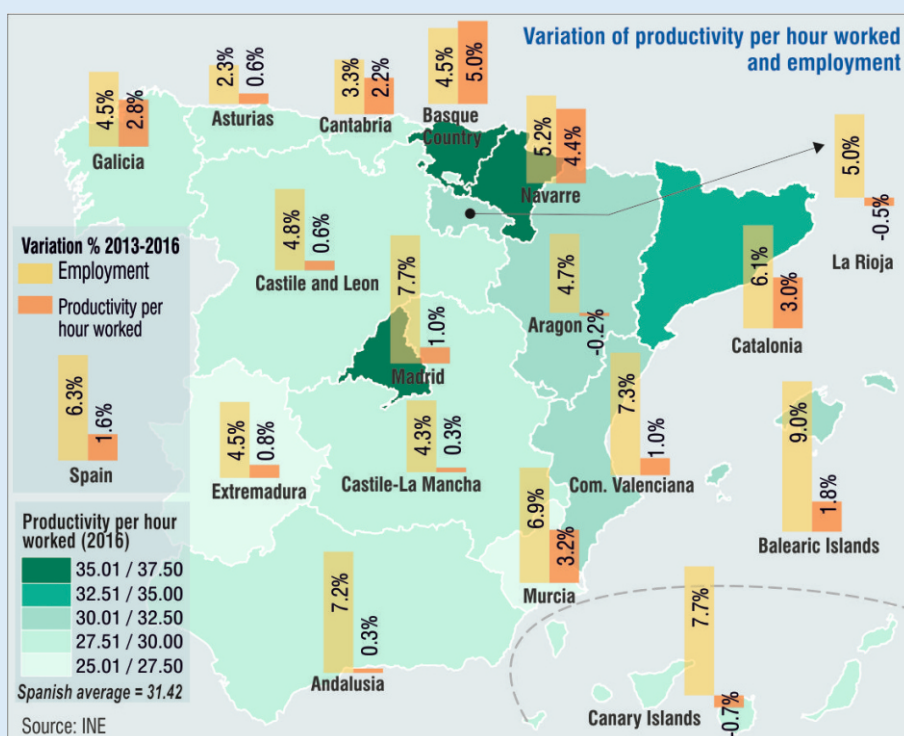 Variation of productivity per hour worked
and employment
4.5%
2.8%
Galicia
2.3%
0.6%
Asturias
3.3%
2.2%
Cantabria
4.5%
5.0%
Basque
Country
5.2%
4.4%
Navarre
5.0%
-0.5%
La Rioja
4.8%
0.6%
Castile and Leon
7.7%
1.0%
Madrid
4.7%
-0.2%
Aragon
6.1%
3.0%
Catalonia
Variation % 2013-2016
Employment
Productivity per
hour worked
6.3%
1.6%
Spain
4.5%
0.8%
Extremadura
4.3%
0.3%
Castile-La Mancha
7.3%
1.0%
Com. Valenciana
9.0%
1.8%
Balearic Islands
6.9%
3.2%
Murcia
7.2%
0.3%
Andalusia
7.7%
-0.7%
Canary Islands
Productivity per hour
worked (2016)
35.01 / 37.50
32.51 / 35.00
30.01 / 32.50
27.51 / 30.00
25.01 / 27.50
Spanish average = 31.42
Source: INE